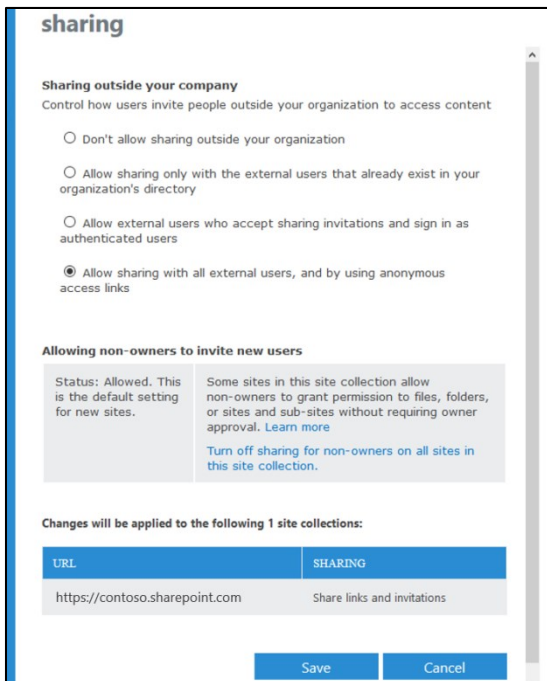 sharing
Sharing outside your company
Control how users invite people outside your organization to access content
Don't allow sharing outside your organization
Allow sharing only with the external users that already exist in your
organization's directory
Allow external users who accept sharing invitations and sign in as
authenticated users
Allow sharing with all external users, and by using anonymous
access links
Allowing non-owners to invite new users
Status: Allowed. This
is the default setting
for new sites.
Some sites in this site collection allow
non-owners to grant permission to files, folders,
or sites and sub-sites without requiring owner
approval. Learn more
Turn off sharing for non-owners on all sites in
this site collection.
Changes will be applied to the following 1 site collections:
URL SHARING
https://contoso.sharepoint.com Share links and invitations
Save Cancel